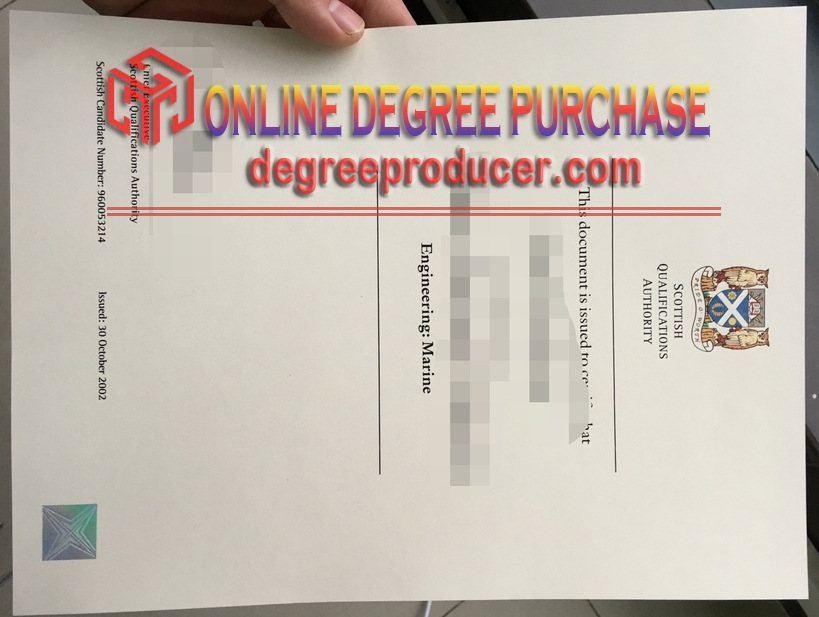 ONLINE DEGREE PURCHASE
degreeproducer.com
SCOTTISH
QUALIFICATIONS
AUTHORITY
This document is issued to
Engineering: Marine
Chief Executive
Scottish Qualifications Authority
Scottish Candidate Number: 960053214
Issued: 30 October 2002